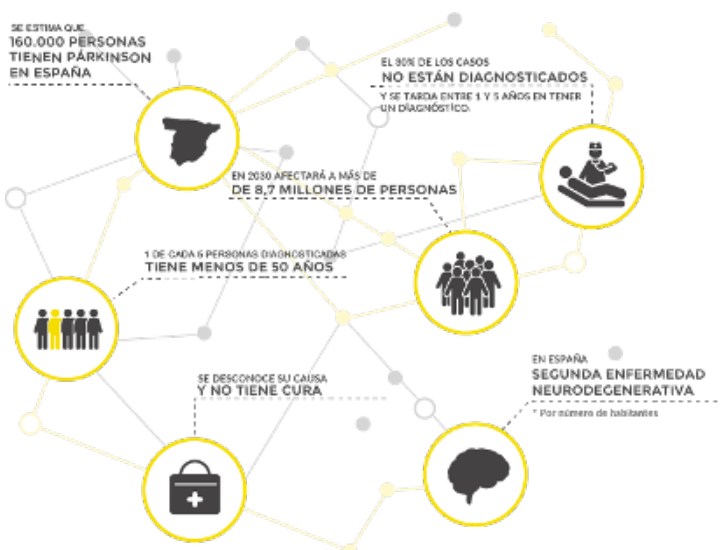 SE ESTIMA QUE
160.000 PERSONAS
TIENEN PÁRKINSON
EN ESPAÑA
EL 30% DE LOS CASOS
NO ESTÁN DIAGNOSTICADOS
Y SE TARDA ENTRE 1 Y 5 AÑOS EN TENER
UN DIAGNÓSTICO.
EN 2030 AFECTARÁ A MÁS DE
DE 8,7 MILLONES DE PERSONAS
1 DE CADA 5 PERSONAS DIAGNOSTICADAS
TIENE MENOS DE 50 AÑOS
SE DESCONOCE SU CAUSA
Y NO TIENE CURA
EN ESPAÑA
SEGUNDA ENFERMEDAD
NEURODEGENERATIVA
* Por número de habitantes